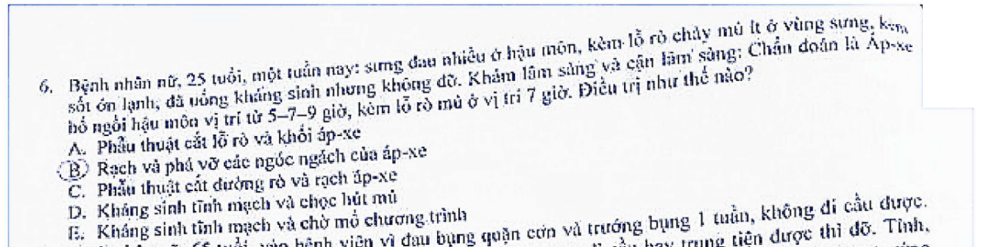 6. Bệnh nhân nữ, 25 tuổi, một tuần nay: sưng đau nhiều ở hậu môn, kèm lỗ rò chảy mủ ít ở vùng sưng, kèm
sốt ớn lạnh, đã uống kháng sinh nhưng không đỡ. Khám lâm sàng và cận lâm sàng: Chẩn đoán là Áp-xe
hố ngồi hậu môn vị trí từ 5–7–9 giờ, kèm lỗ rò mủ ở vị trí 7 giờ. Điều trị như thế nào?
A. Phẫu thuật cắt lỗ rò và khối áp-xe
B. Rạch và phá vỡ các ngóc ngách của áp-xe
C. Phẫu thuật cắt đường rò và rạch áp-xe
D. Kháng sinh tĩnh mạch và chọc hút mủ
E. Kháng sinh tĩnh mạch và chờ mổ chương trình
65 tuổi, vào bệnh viện vì đau bụng quặn cơn và trướng bụng 1 tuần, không đi cầu được.
hay trung tiện được thì đỡ. Tỉnh,